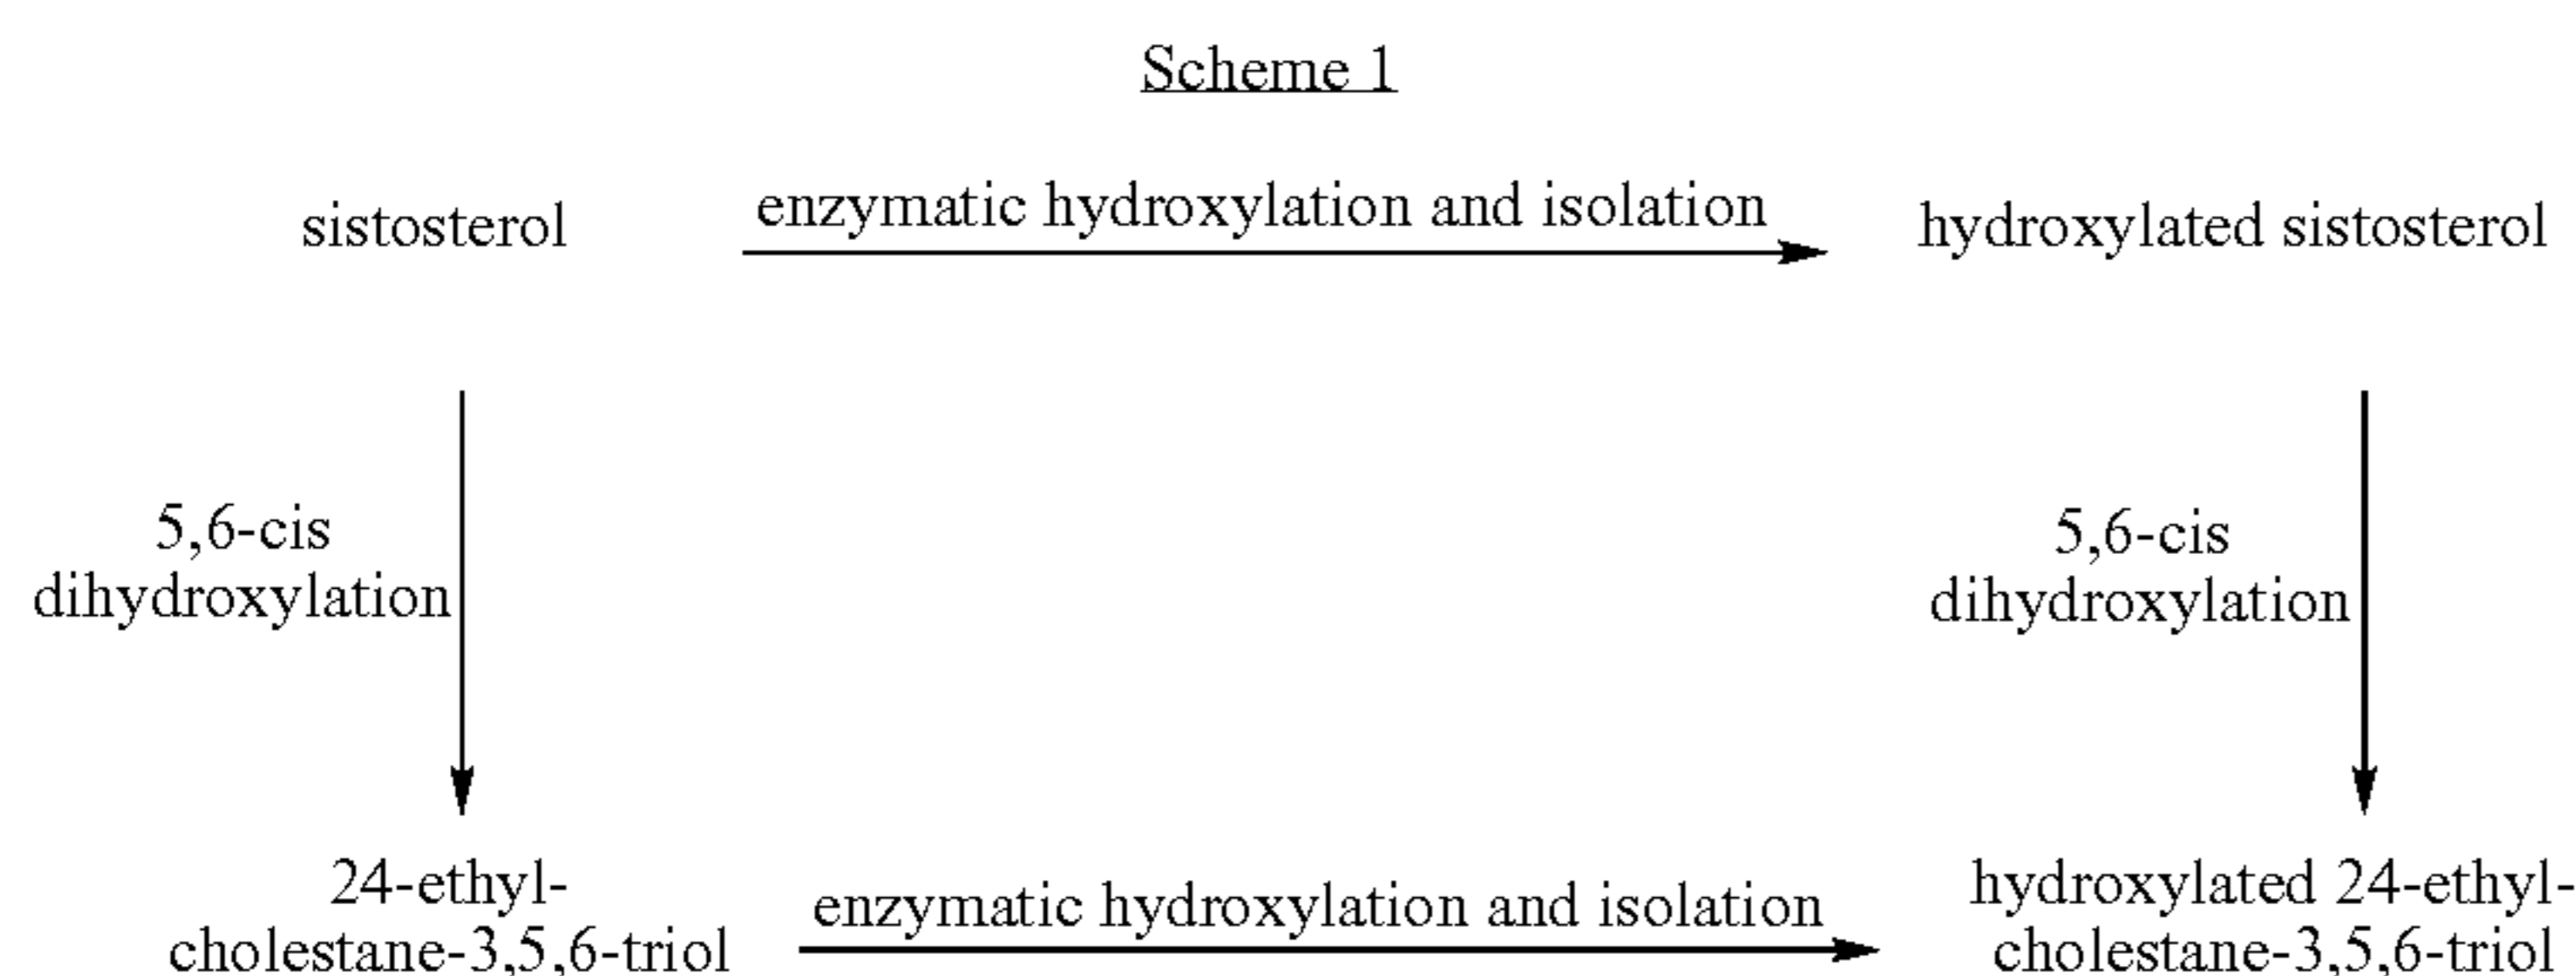 Scheme 1
enzymatic hydroxylation and isolation
sistosterol
hydroxylated sistosterol
5,6-cis
dihydroxylation
5,6-cis
dihydroxylation
24-ethyl-
cholestane-3,5,6-triol
enzymatic hydroxylation and isolation
hydroxylated 24-ethyl-
cholestane-3,5,6-triol